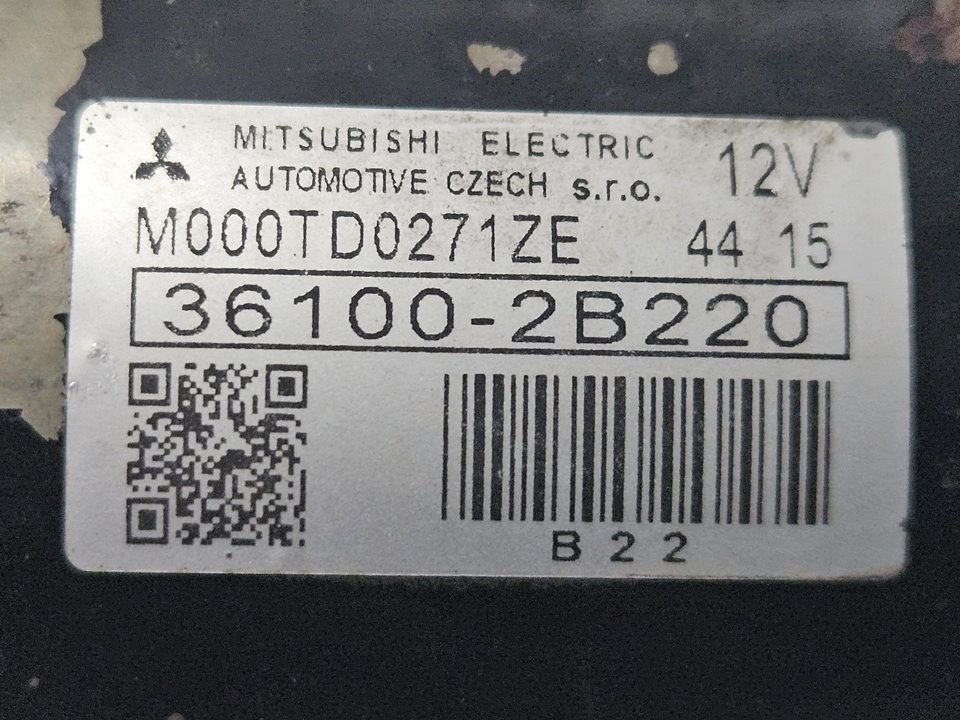 MITSUBISHI ELECTRIC
AUTOMOTIVE CZECH s.r.o.
12V
M000TD0271ZE 44 15
36100-2B220
B22